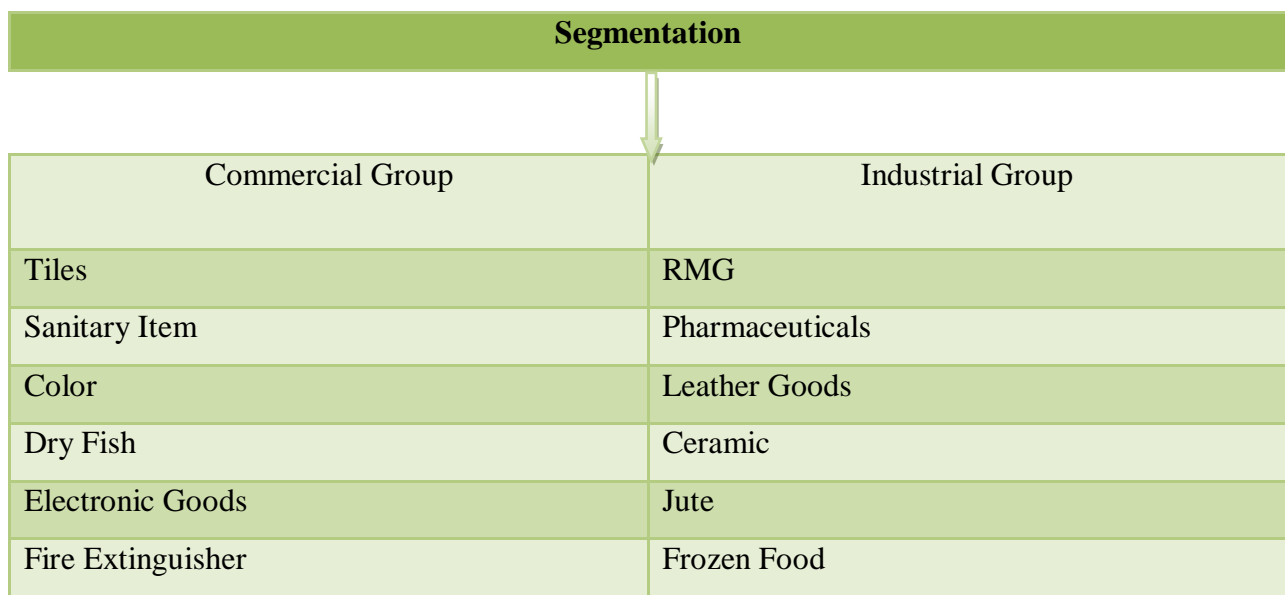 Segmentation
Commercial Group Industrial Group
Tiles RMG
Sanitary Item Pharmaceuticals
Color Leather Goods
Dry Fish Ceramic
Electronic Goods Jute
Fire Extinguisher Frozen Food